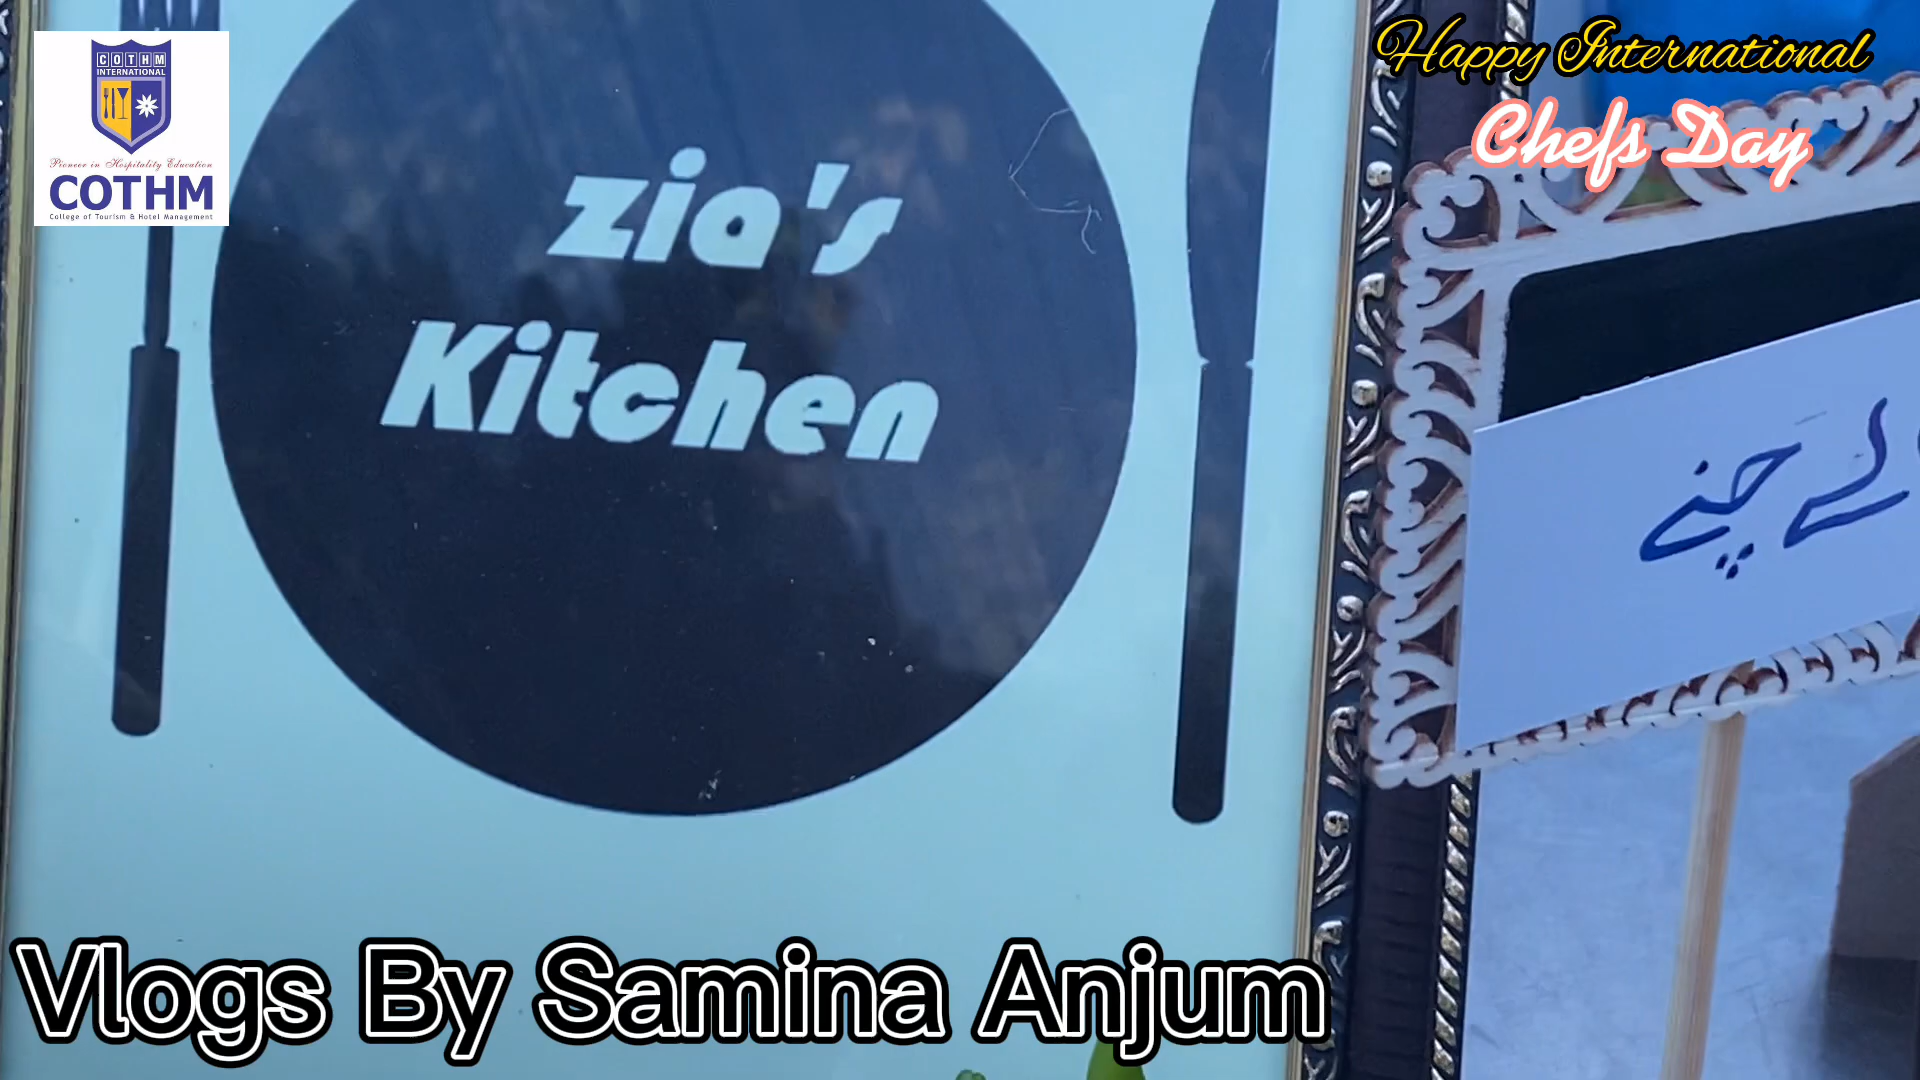 COTHM
INTERNATIONAL
Pioneer in Hospitality Education
COTHM
College of Tourism & Hotel Management
Happy International
Chefs Day
zia's
Kitchen
چنے
Vlogs By Samina Anjum